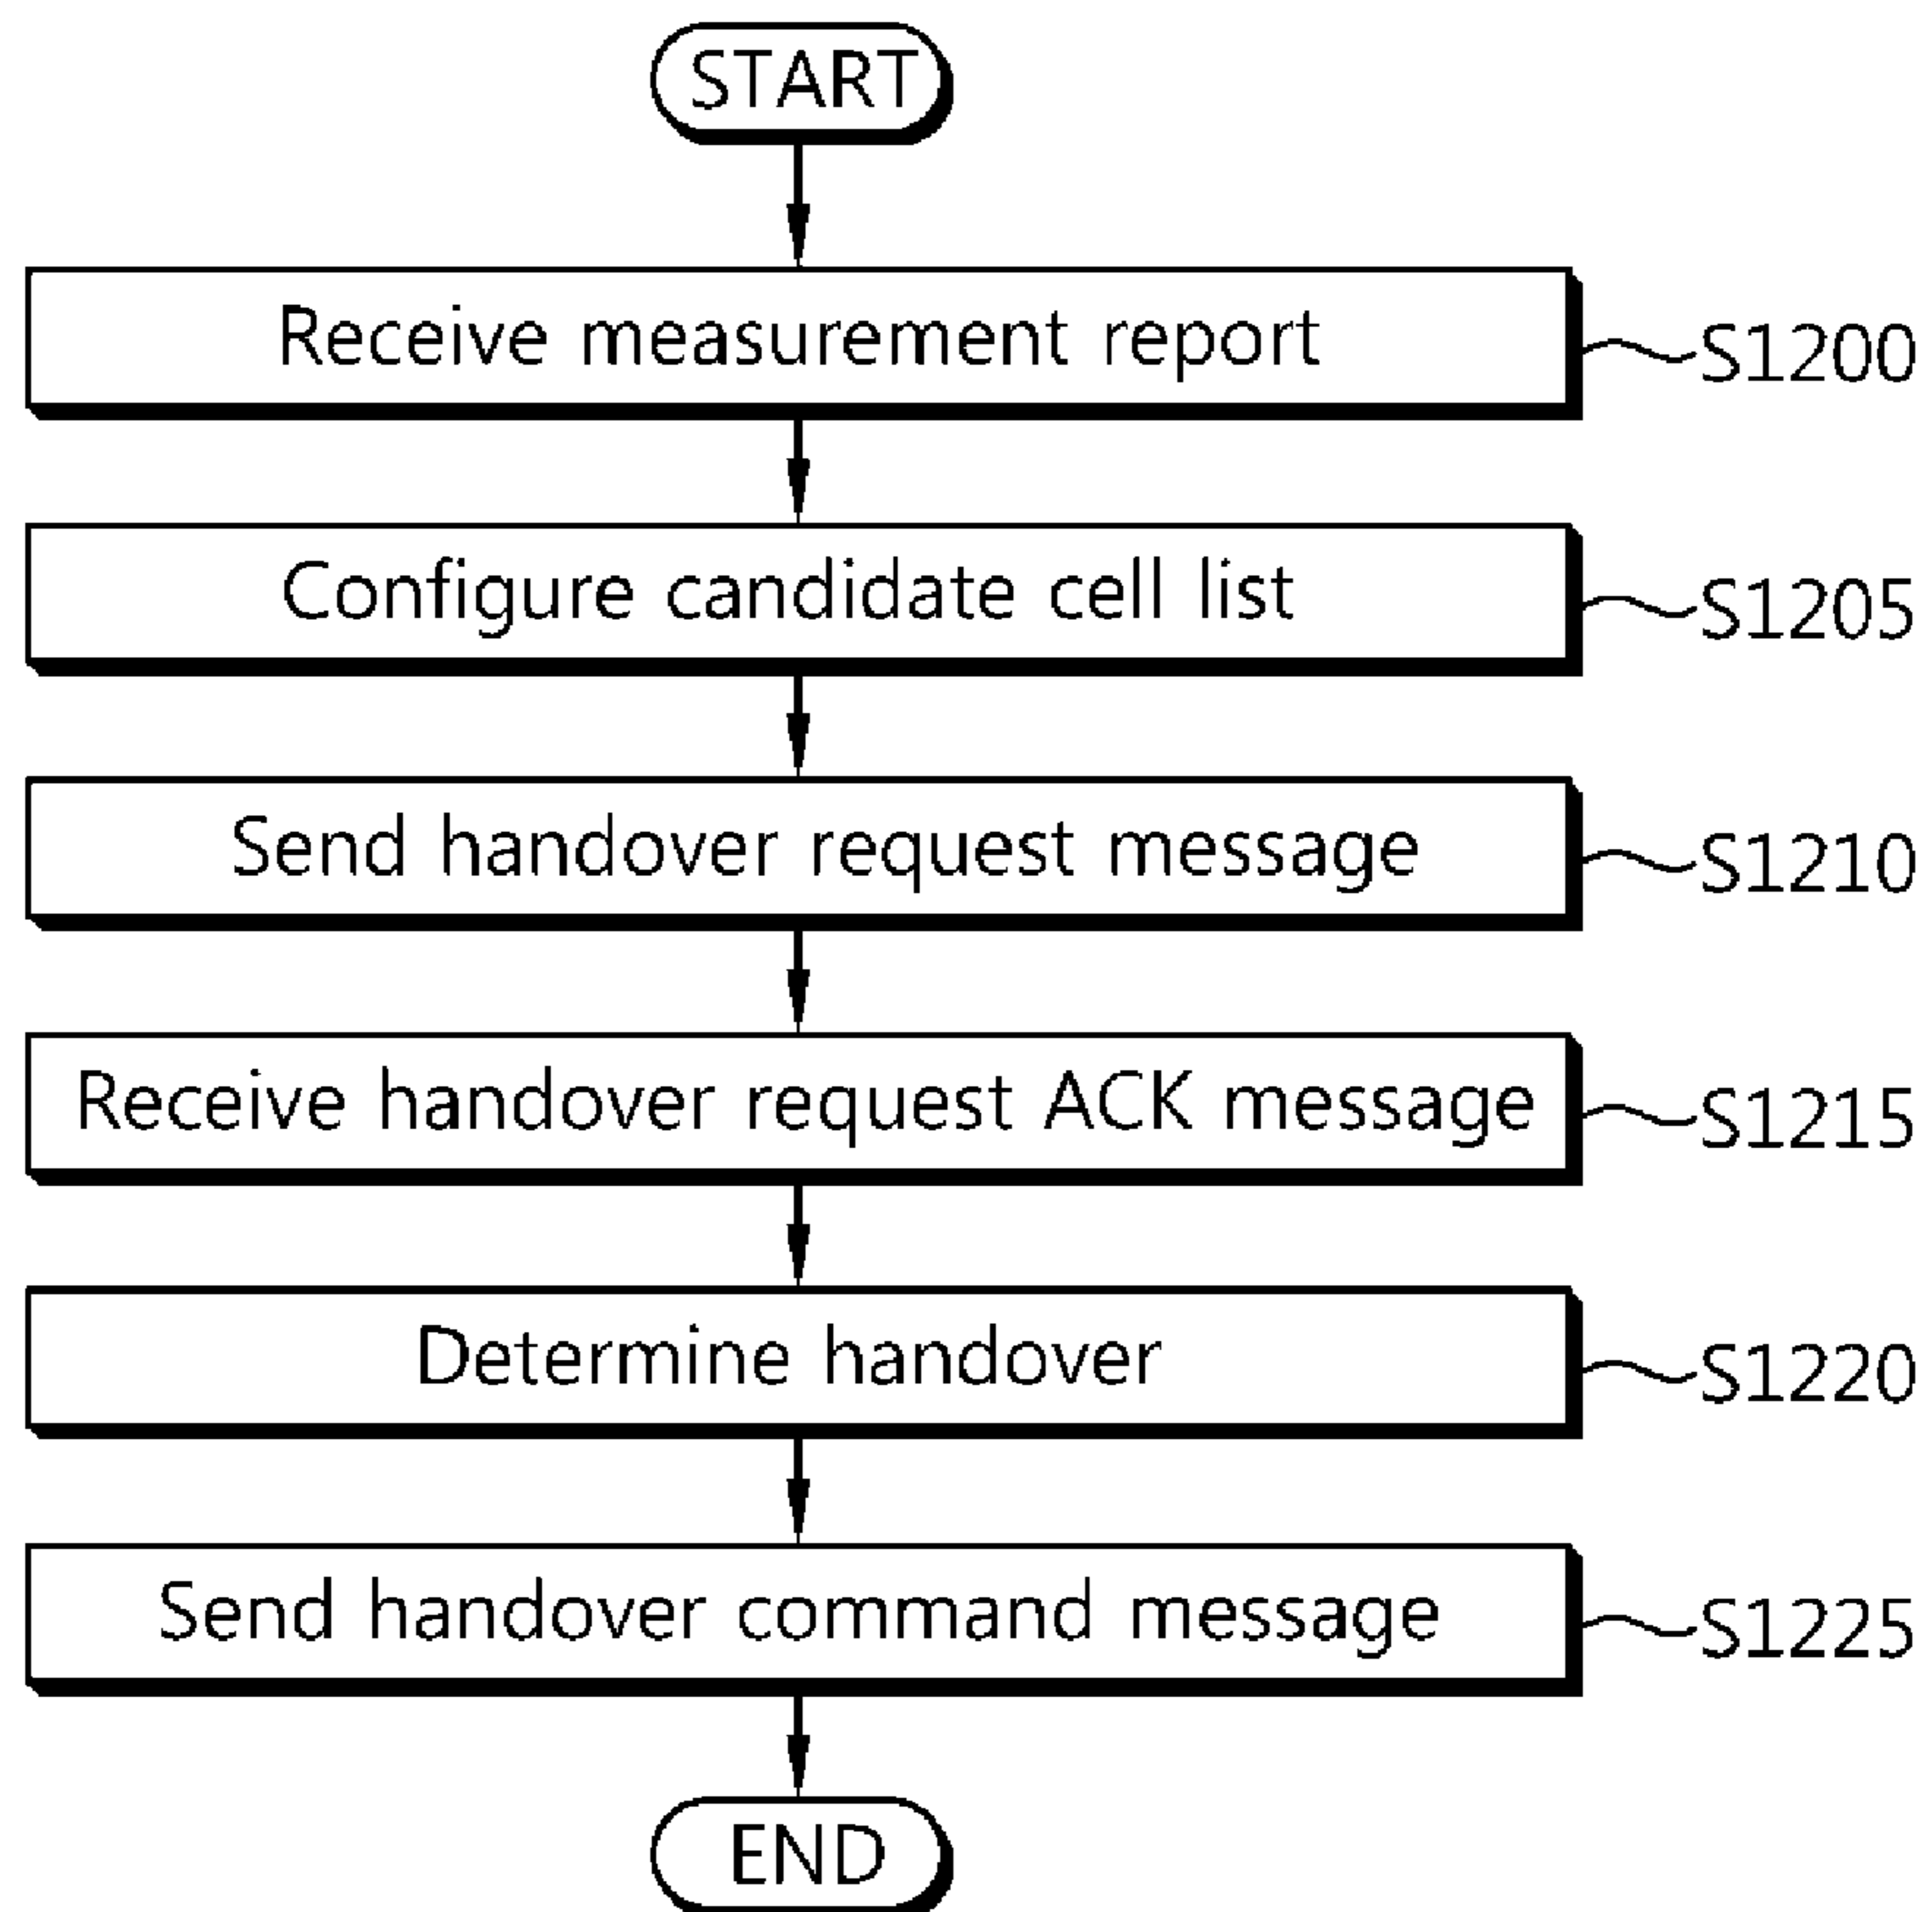 START
Receive measurement report
S1200
Configure candidate cell list
S1205
Send handover request message
S1210
Receive handover request ACK message
S1215
Determine handover
S1220
Send handover command message
S1225
END